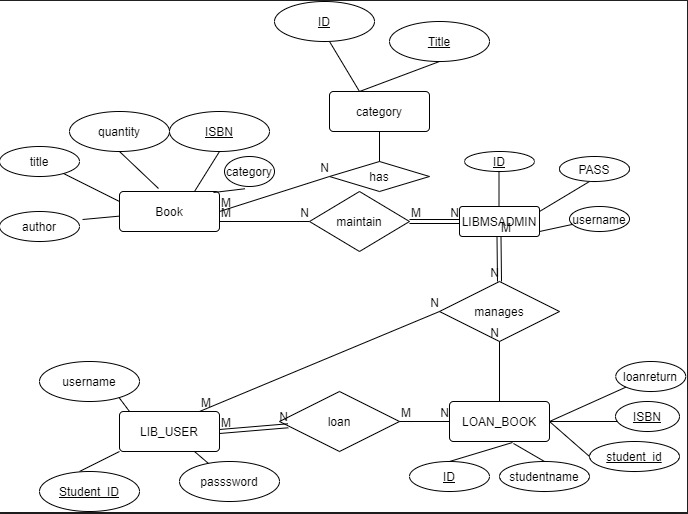 ID
Title
category
quantity
ISBN
title
category
N
has
ID
PASS
M
M
Book
N
maintain
M
N
LIBMSADMIN
M
username
author
N
N
manages
N
username
M
loanreturn
M
N
loan
M
N
LOAN_BOOK
ISBN
LIB_USER
student_id
Student_ID
passsword
ID
studentname